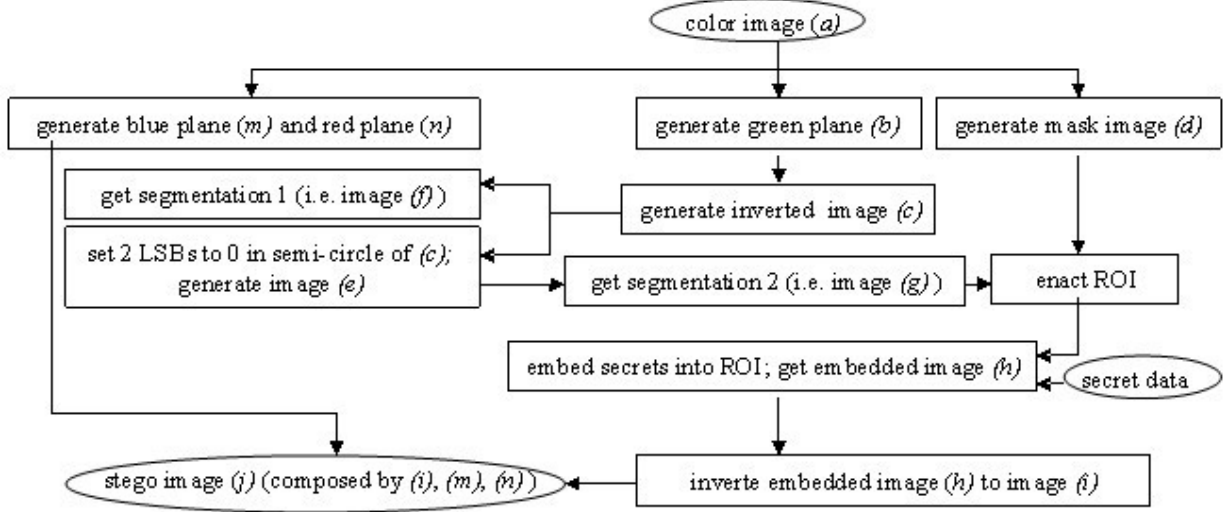 color image (a)
generate blue plane (m) and red plane (n)
generate green plane (b)
generate mask image (d)
get segmentation 1 (i.e. image (f))
generate inverted image (c)
set 2 LSBs to 0 in semi-circle of (c);
generate image (e)
get segmentation 2 (i.e. image (g))
enact ROI
embed secrets into ROI; get embedded image (h)
secret data
stego image (j) (composed by (i), (m), (n))
inverte embedded image (h) to image (i)